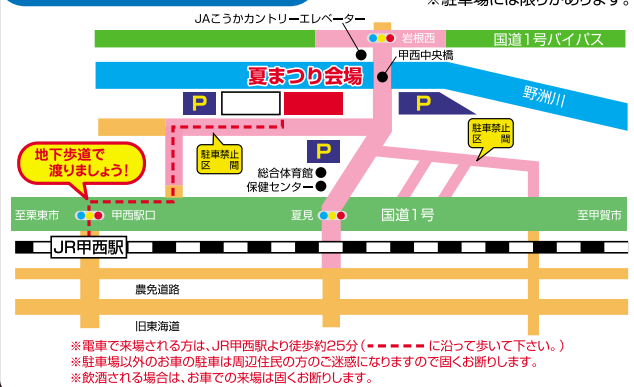 ※駐車場には限りがあります。
JAこうかカントリーエレベーター
岩根西
国道1号バイパス
甲西中央橋
夏まつり会場
野洲川
P
P
駐車禁止
区 間
駐車禁止
区 間
地下歩道で
渡りましょう!
P
総合体育館
保健センター
至栗東市
甲西駅口
夏見
国道1号
至甲賀市
JR甲西駅
農免道路
旧東海道
※電車で来場される方は、JR甲西駅より徒歩約25分(----- に沿って歩いて下さい。)
※駐車場以外のお車の駐車は周辺住民の方のご迷惑になりますので固くお断りします。
※飲酒される場合は、お車での来場は固くお断りします。